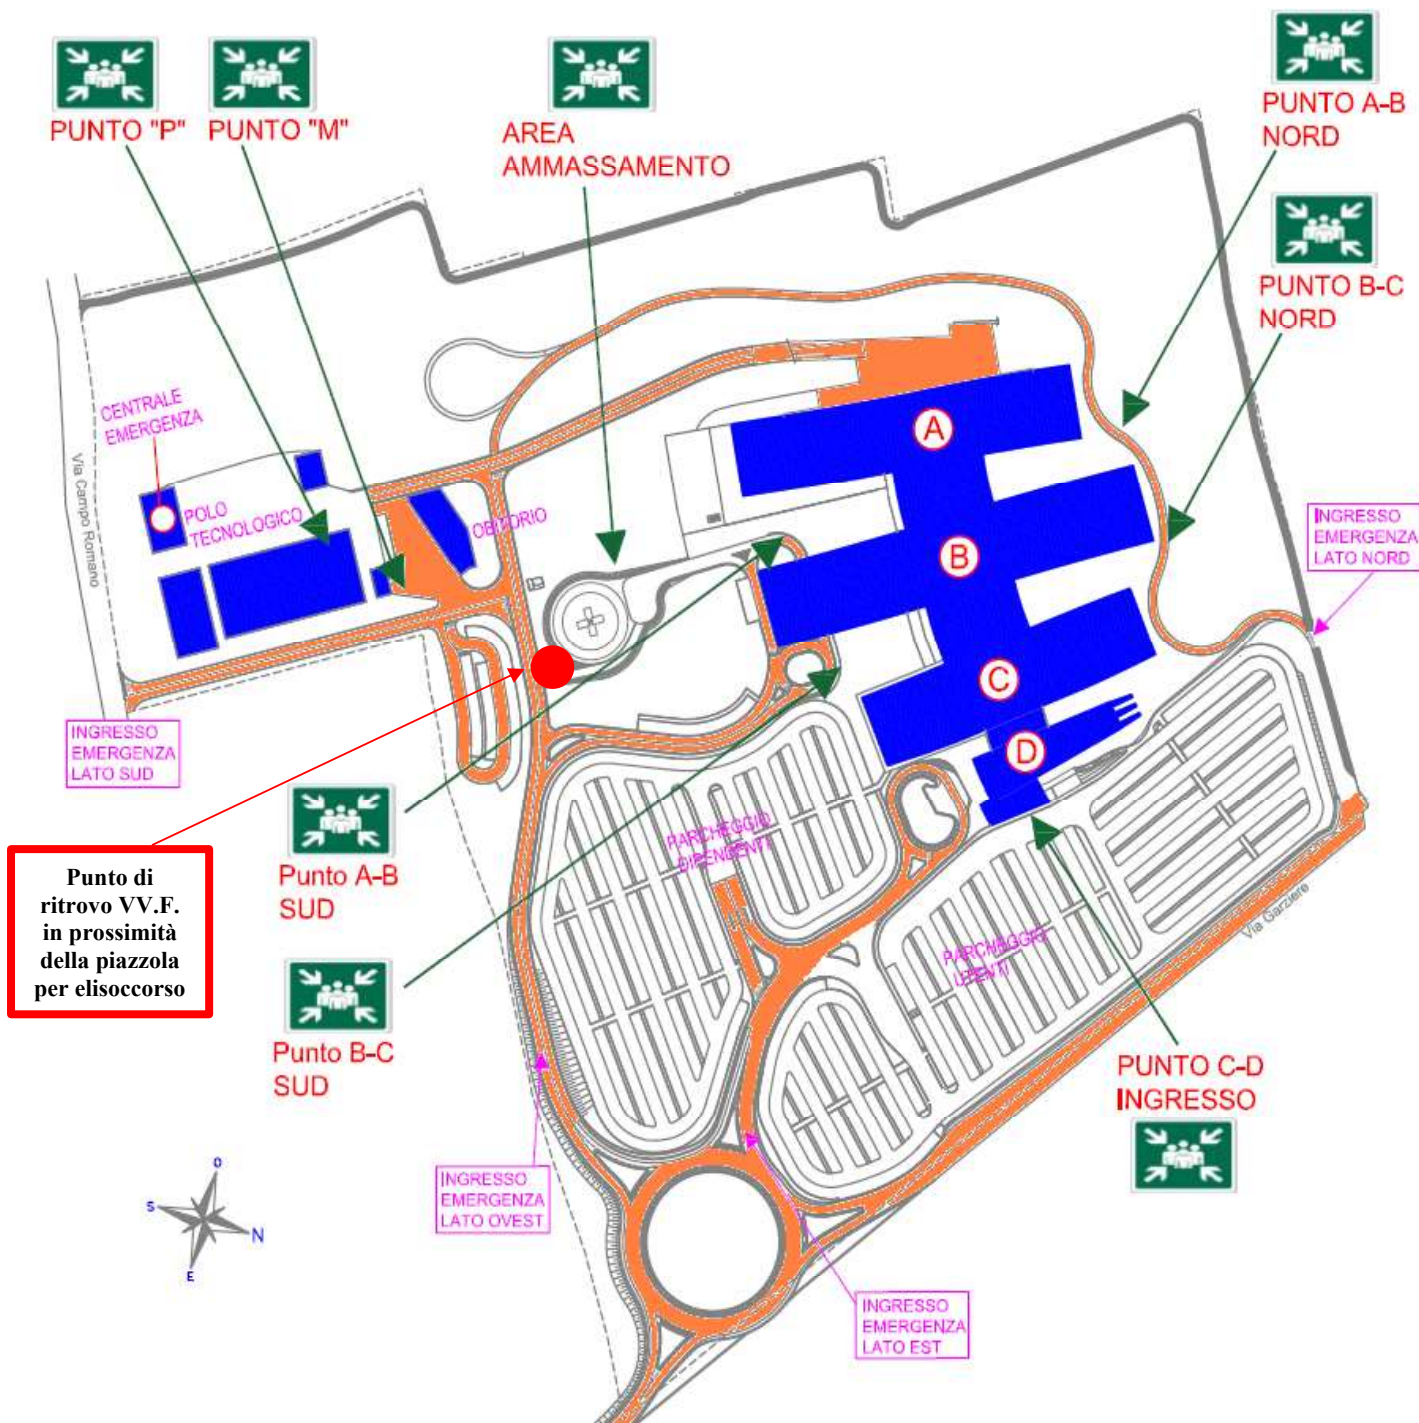 PUNTO "P"
PUNTO "M"
AREA
AMMASSAMENTO
PUNTO A-B
NORD
PUNTO B-C
NORD
CENTRALE
EMERGENZA
POLO
TECNOLOGICO
OBITORIO
Via Campo Romano
A
B
C
D
INGRESSO
EMERGENZA
LATO NORD
INGRESSO
EMERGENZA
LATO SUD
Punto di
ritrovo VV.F.
in prossimità
della piazzola
per elisoccorso
Punto A-B
SUD
PARCHEGGIO
DIPENDENTI
PARCHEGGIO
UTENTI
Via Garziere
Punto B-C
SUD
PUNTO C-D
INGRESSO
INGRESSO
EMERGENZA
LATO OVEST
INGRESSO
EMERGENZA
LATO EST
O
S
N
E